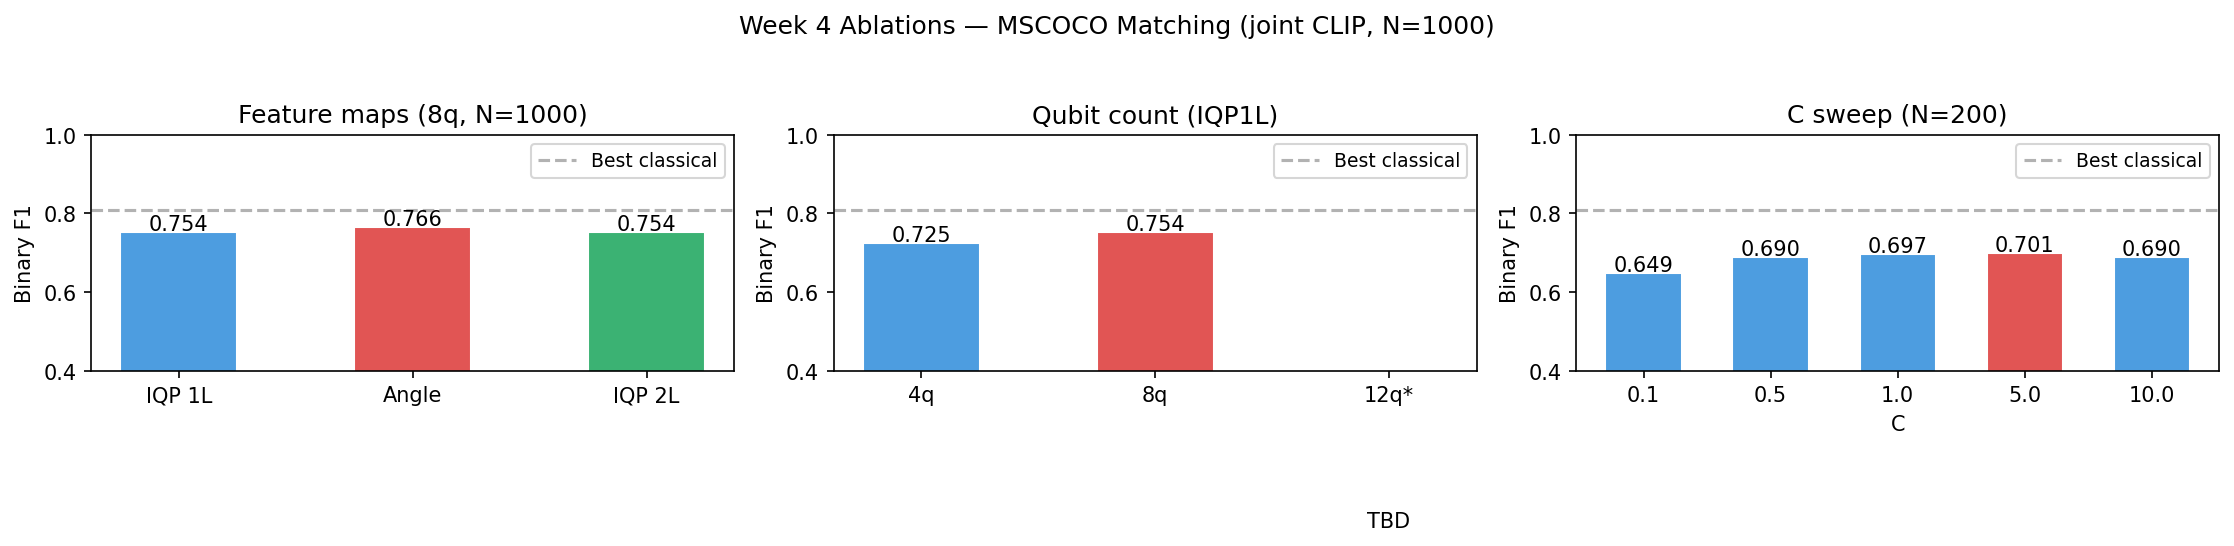 Week 4 Ablations — MSCOCO Matching (joint CLIP, N=1000)
Feature maps (8q, N=1000)
Binary F1
1.0
0.8
0.6
0.4
Best classical
0.754
0.766
0.754
IQP 1L
Angle
IQP 2L
Qubit count (IQP1L)
Binary F1
1.0
0.8
0.6
0.4
Best classical
0.725
0.754
4q
8q
12q*
TBD
C sweep (N=200)
Binary F1
1.0
0.8
0.6
0.4
Best classical
0.649
0.690
0.697
0.701
0.690
0.1
0.5
1.0
5.0
10.0
C